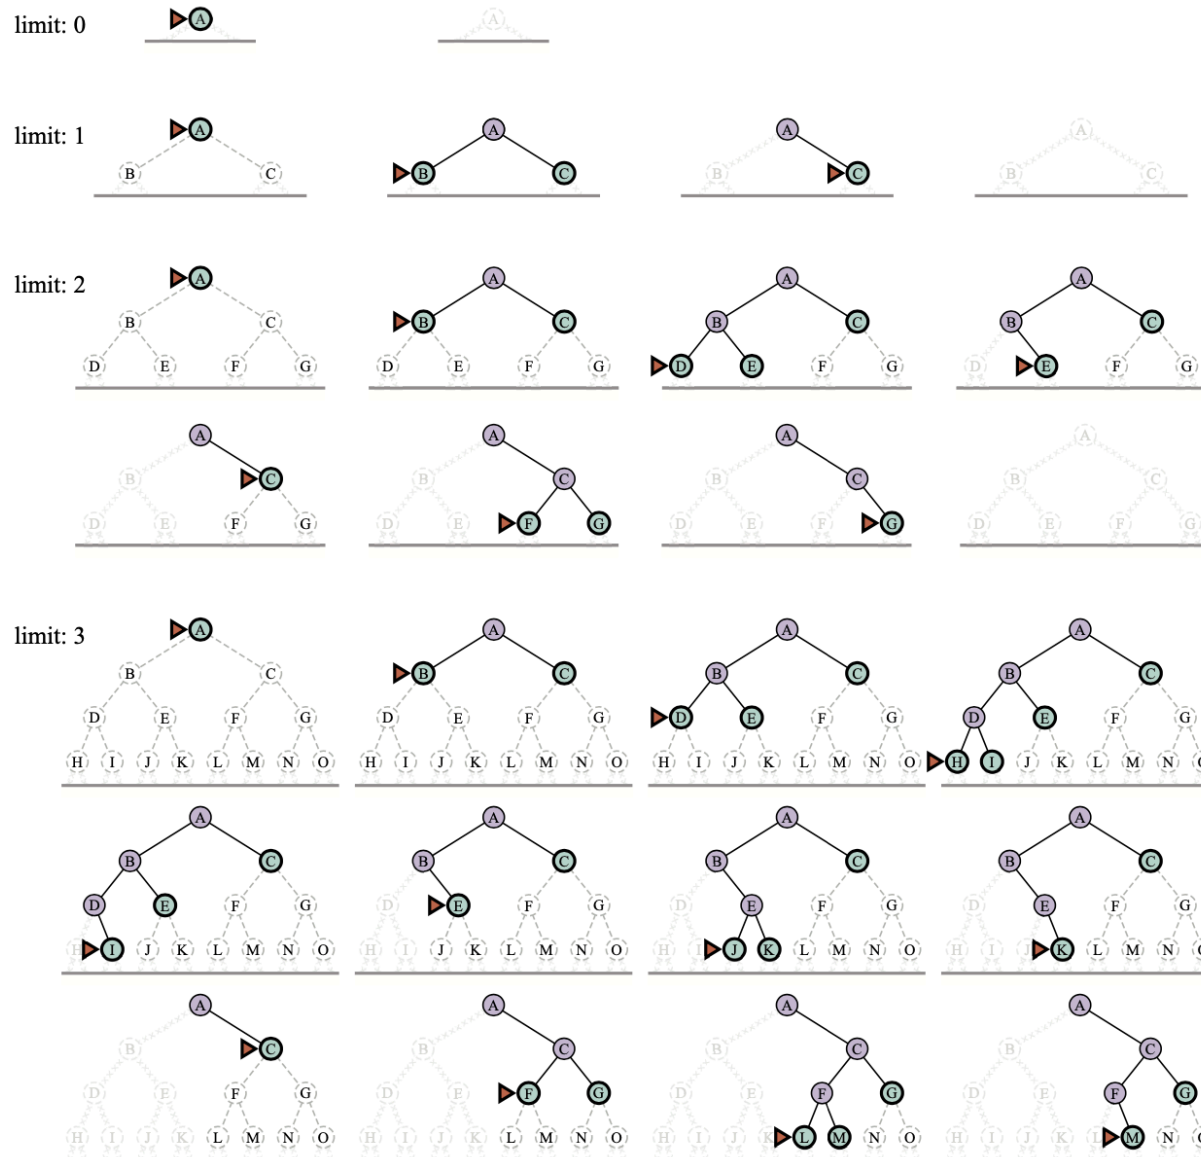 limit: 0
A A
limit: 1
A A A A
B C B C B C B C
limit: 2
A A A A
B C B C B C B C
D E F G D E F G D E F G D E F G
A A A A
B C B C B C
D E F G D E F G D E F G D E F G
limit: 3
A A A A
B C B C B C B C
D E F G D E F G D E F G D E F G
H I J K L M N O H I J K L M N O H I J K L M N O H I J K L M N
A A A A
B C B C B C B C
D E F G D E F G D E F G D E F G
H I J K L M N O H I J K L M N O H I J K L M N O H I J K L M N
A A A A
B C B C B C B C
D E F G D E F G D E F G D E F G
H I J K L M N O H I J K L M N O H I J K L M N O H I J K L M N